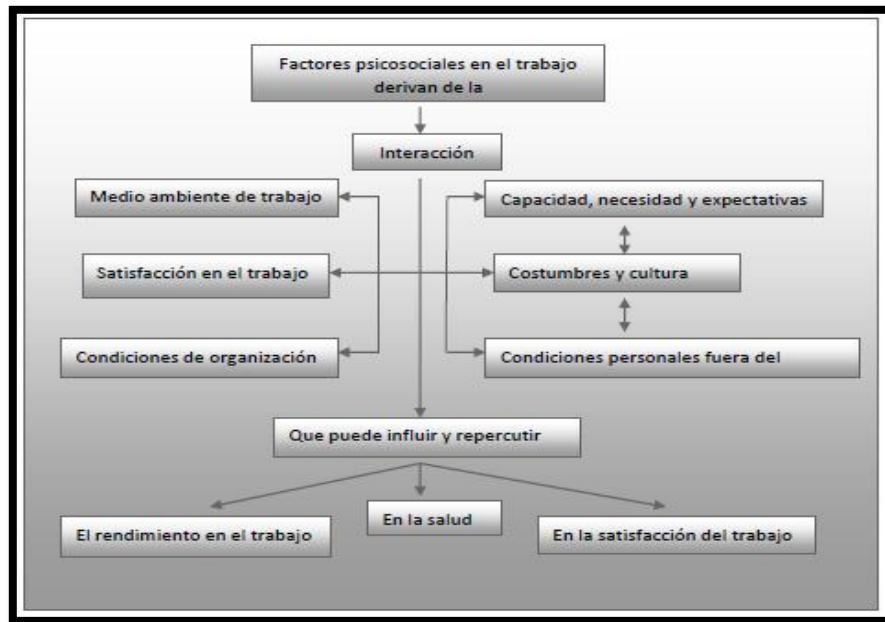 Factores psicosociales en el trabajo
derivan de la
Interacción
Medio ambiente de trabajo
Capacidad, necesidad y expectativas
Satisfacción en el trabajo
Costumbres y cultura
Condiciones de organización
Condiciones personales fuera del
Que puede influir y repercutir
El rendimiento en el trabajo
En la salud
En la satisfacción del trabajo